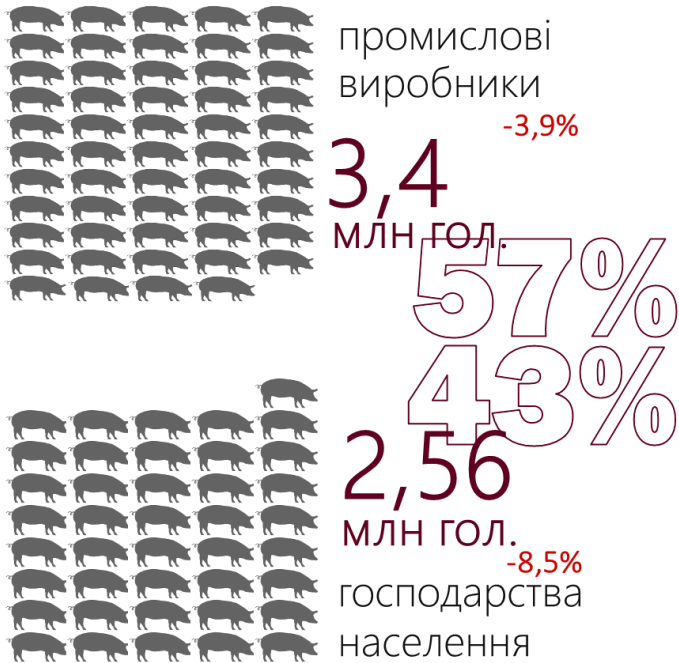 промислові
виробники
-3,9%
3,4
млн гол.
57%
43%
2,56
млн гол.
-8,5%
господарства
населення